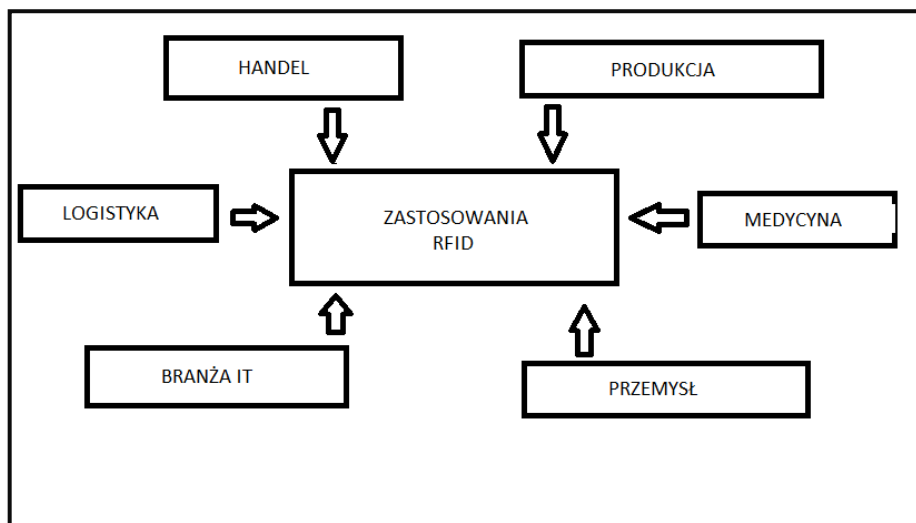 HANDEL
PRODUKCJA
LOGISTYKA
ZASTOSOWANIA
RFID
MEDYCYNA
BRANŻA IT
PRZEMYSŁ